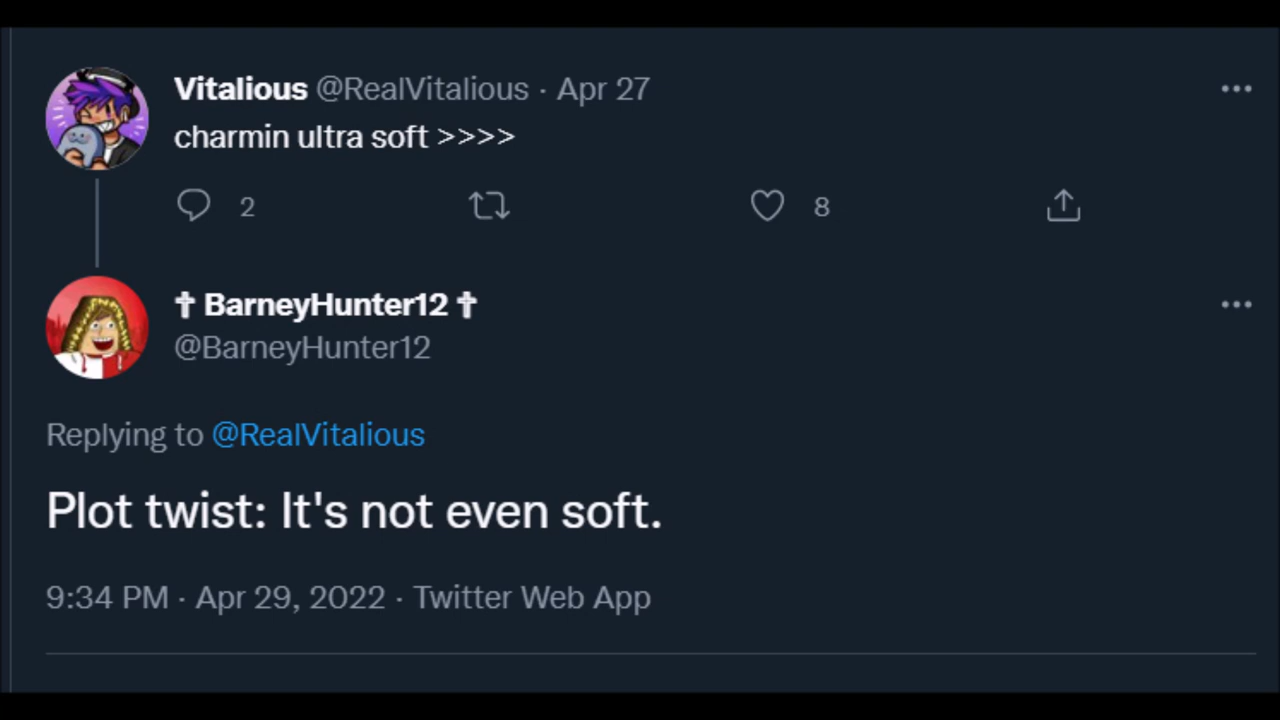 Vitalious @RealVitalious · Apr 27
charmin ultra soft >>>>
2 8
✝ BarneyHunter12 ✝
@BarneyHunter12
Replying to @RealVitalious
Plot twist: It's not even soft.
9:34 PM · Apr 29, 2022 · Twitter Web App